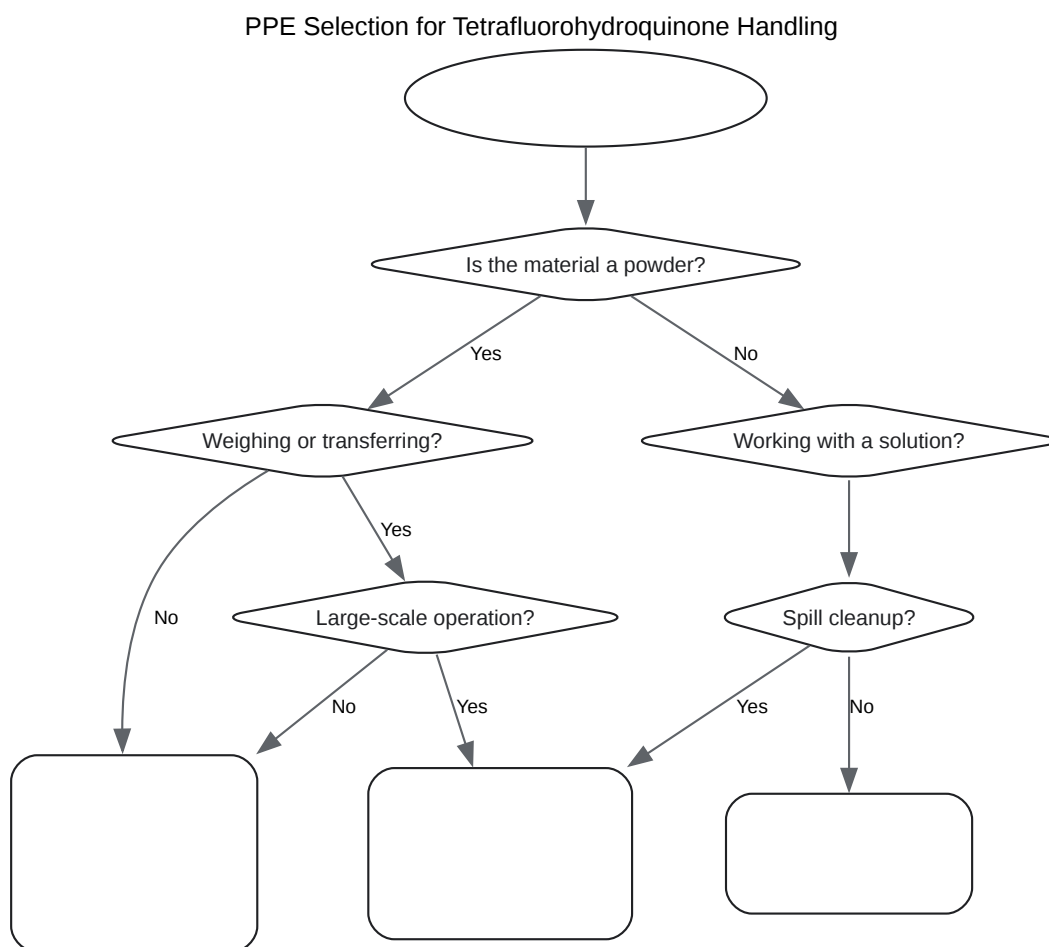 PPE Selection for Tetrafluorohydroquinone Handling
Is the material a powder?
Yes
No
Weighing or transferring?
Working with a solution?
Yes
No
Large-scale operation?
Spill cleanup?
No
Yes
Yes
No